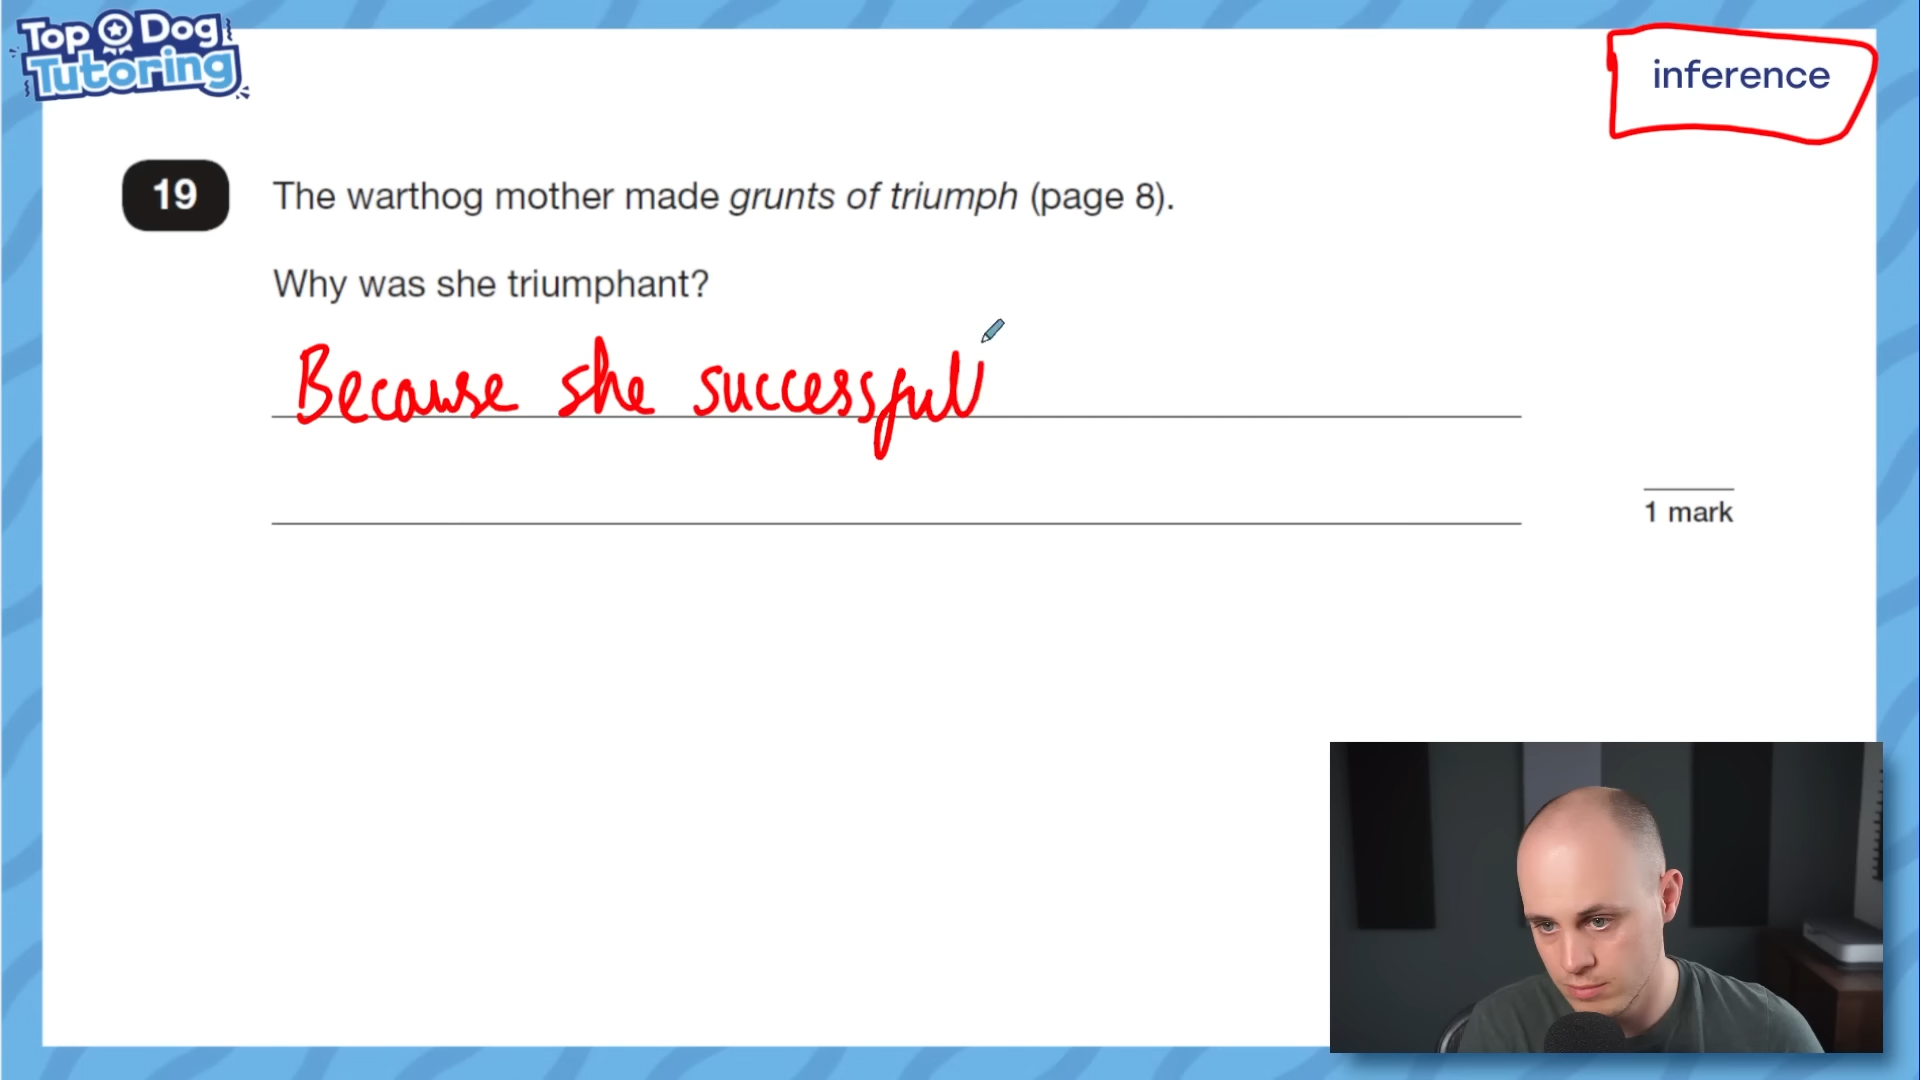 Top Dog
Tutoring
inference
19 The warthog mother made grunts of triumph (page 8).
Why was she triumphant?
Because she successfull
1 mark